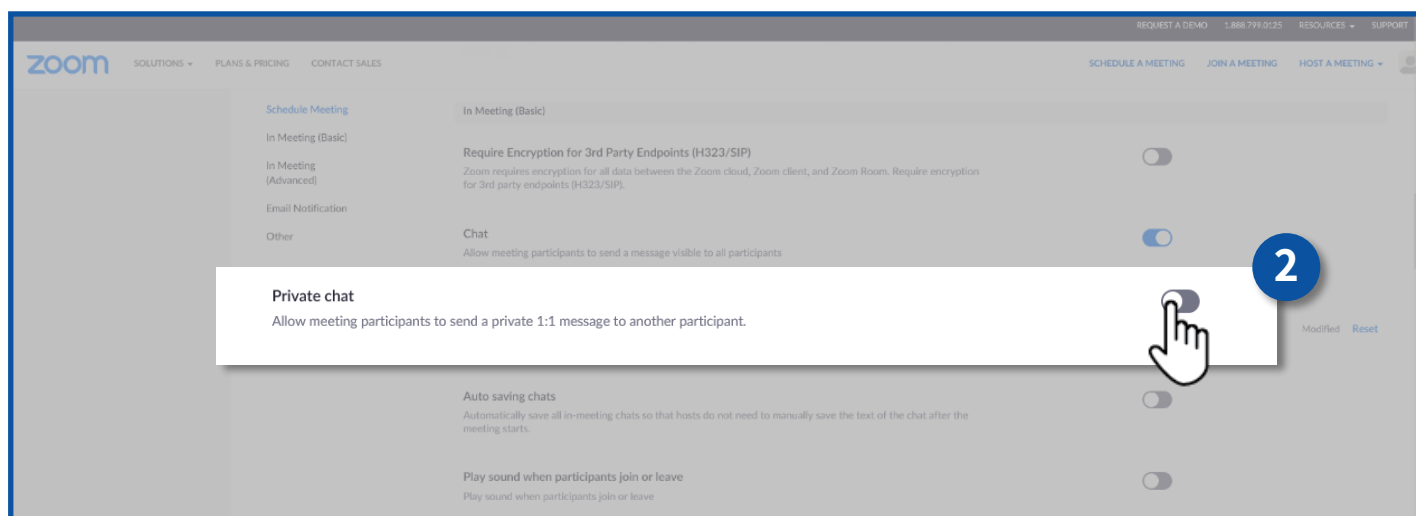 REQUEST A DEMO 1.888.799.0125 RESOURCES SUPPORT
zoom SOLUTIONS PLANS & PRICING CONTACT SALES SCHEDULE A MEETING JOIN A MEETING HOST A MEETING
Schedule Meeting
In Meeting (Basic)
In Meeting
(Advanced)
Email Notification
Other
In Meeting (Basic)
Require Encryption for 3rd Party Endpoints (H323/SIP)
Zoom requires encryption for all data between the Zoom cloud, Zoom client, and Zoom Room. Require encryption
for 3rd party endpoints (H323/SIP).
Chat
Allow meeting participants to send a message visible to all participants
2
Private chat
Allow meeting participants to send a private 1:1 message to another participant.
Modified Reset
Auto saving chats
Automatically save all in-meeting chats so that hosts do not need to manually save the text of the chat after the
meeting starts.
Play sound when participants join or leave
Play sound when participants join or leave